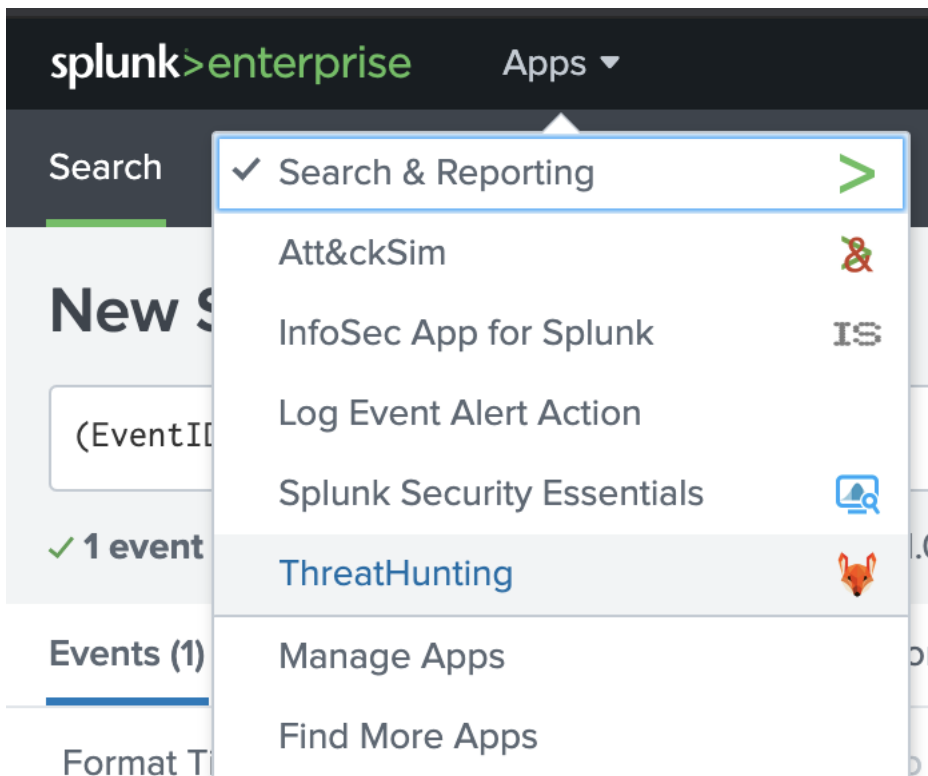 splunk>enterprise Apps
Search
Search & Reporting
Att&ckSim
New S
InfoSec App for Splunk
IS
Log Event Alert Action
(EventID
Splunk Security Essentials
1 event
ThreatHunting
Events (1)
Manage Apps
Find More Apps
Format Ti